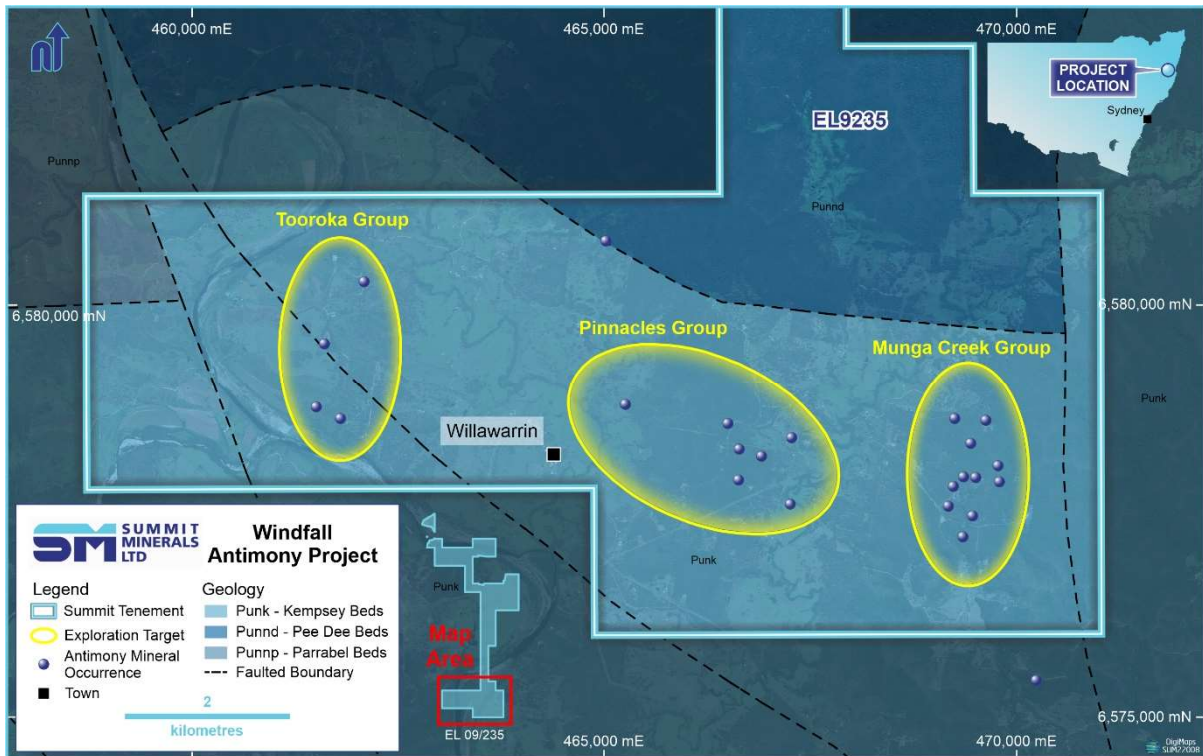 460,000 mE
465,000 mE
470,000 mE
PROJECT
LOCATION
Sydney
EL9235
Punnp
Punnd
Tooroka Group
6,580,000 mN
6,580,000 mN
Pinnacles Group
Munga Creek Group
Punk
Willawarrin
Punk
SM SUMMIT
MINERALS
LTD
Windfall
Antimony Project
Legend
Summit Tenement
Exploration Target
Antimony Mineral
Occurrence
Town
2
kilometres
Geology
Punk - Kempsey Beds
Punnd - Pee Dee Beds
Punnp - Parrabel Beds
Faulted Boundary
Punk
Map
Area
EL 09/235
465,000 mE
470,000 mE
6,575,000 mN
DigiMaps
SUM2700B